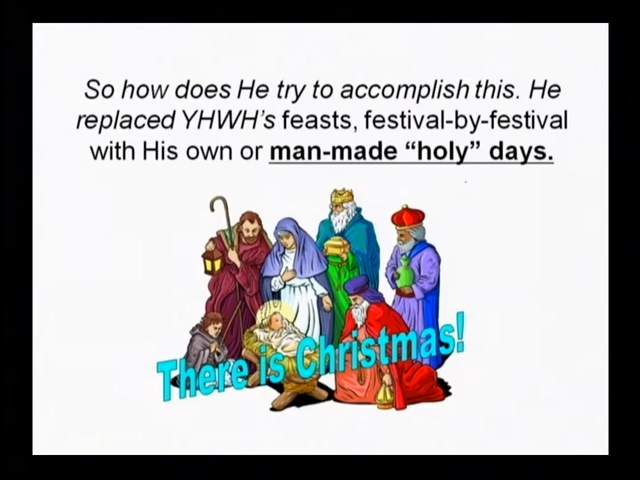 So how does He try to accomplish this. He
replaced YHWH's feasts, festival-by-festival
with His own or man-made “holy” days.
There is Christmas!